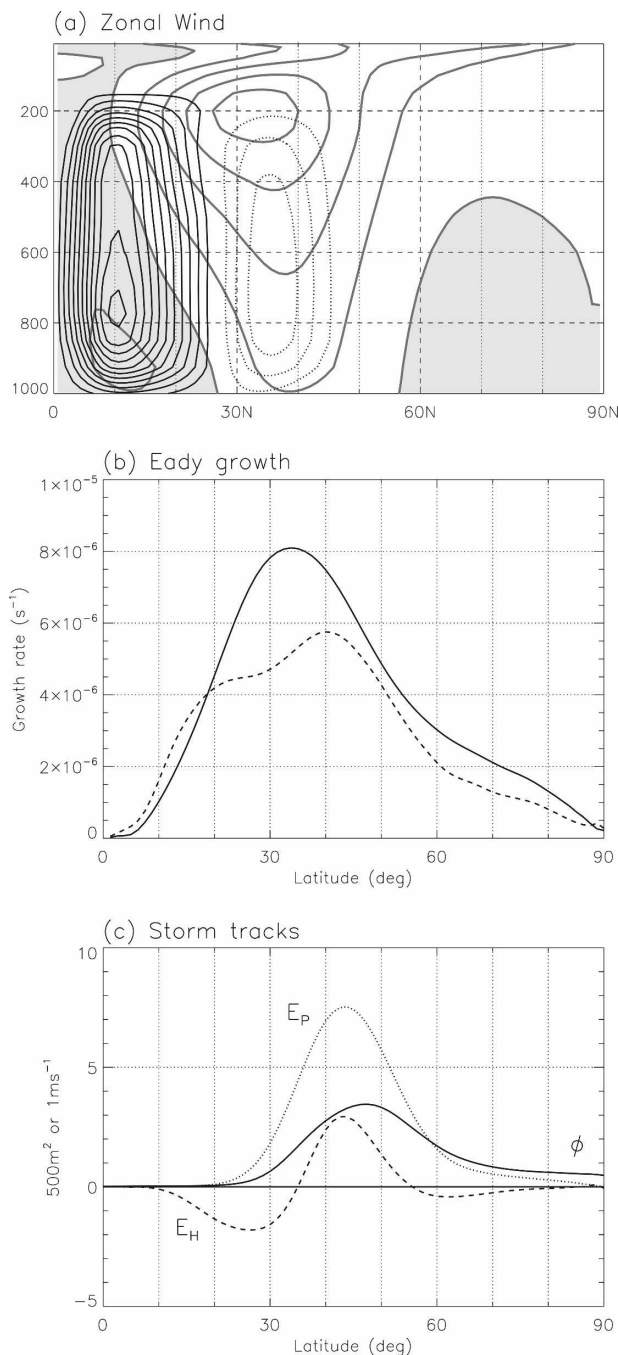 (a) Zonal Wind
200
400
600
800
1000
0 30N 60N 90N
(b) Eady growth
1×10⁻⁵
8×10⁻⁶
6×10⁻⁶
4×10⁻⁶
2×10⁻⁶
0
Growth rate (s⁻¹)
0 30 60 90
Latitude (deg)
(c) Storm tracks
10
5
0
-5
500m² or 1ms⁻¹
E_P
φ
E_H
0 30 60 90
Latitude (deg)